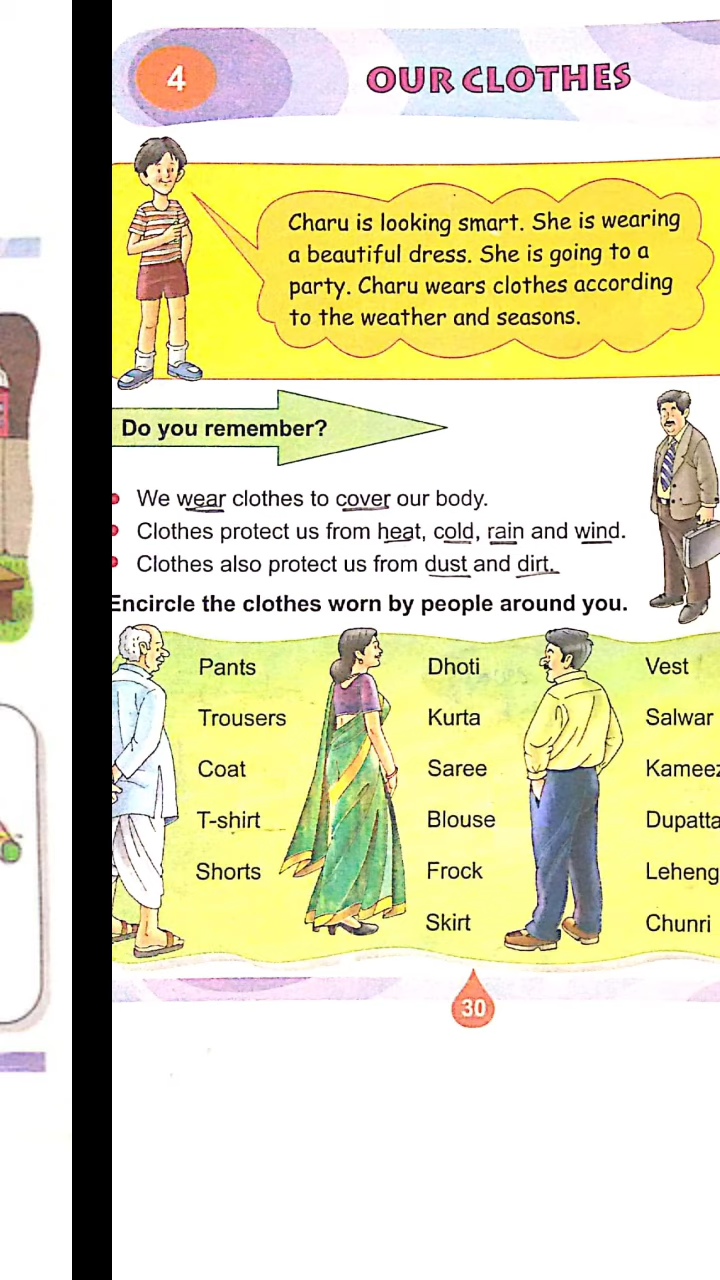 4
OUR CLOTHES
Charu is looking smart. She is wearing
a beautiful dress. She is going to a
party. Charu wears clothes according
to the weather and seasons.
Do you remember?
We wear clothes to cover our body.
Clothes protect us from heat, cold, rain and wind.
Clothes also protect us from dust and dirt.
Encircle the clothes worn by people around you.
Pants Dhoti Vest
Trousers Kurta Salwar
Coat Saree Kameez
T-shirt Blouse Dupatta
Shorts Frock Leheng
Skirt Chunri
30